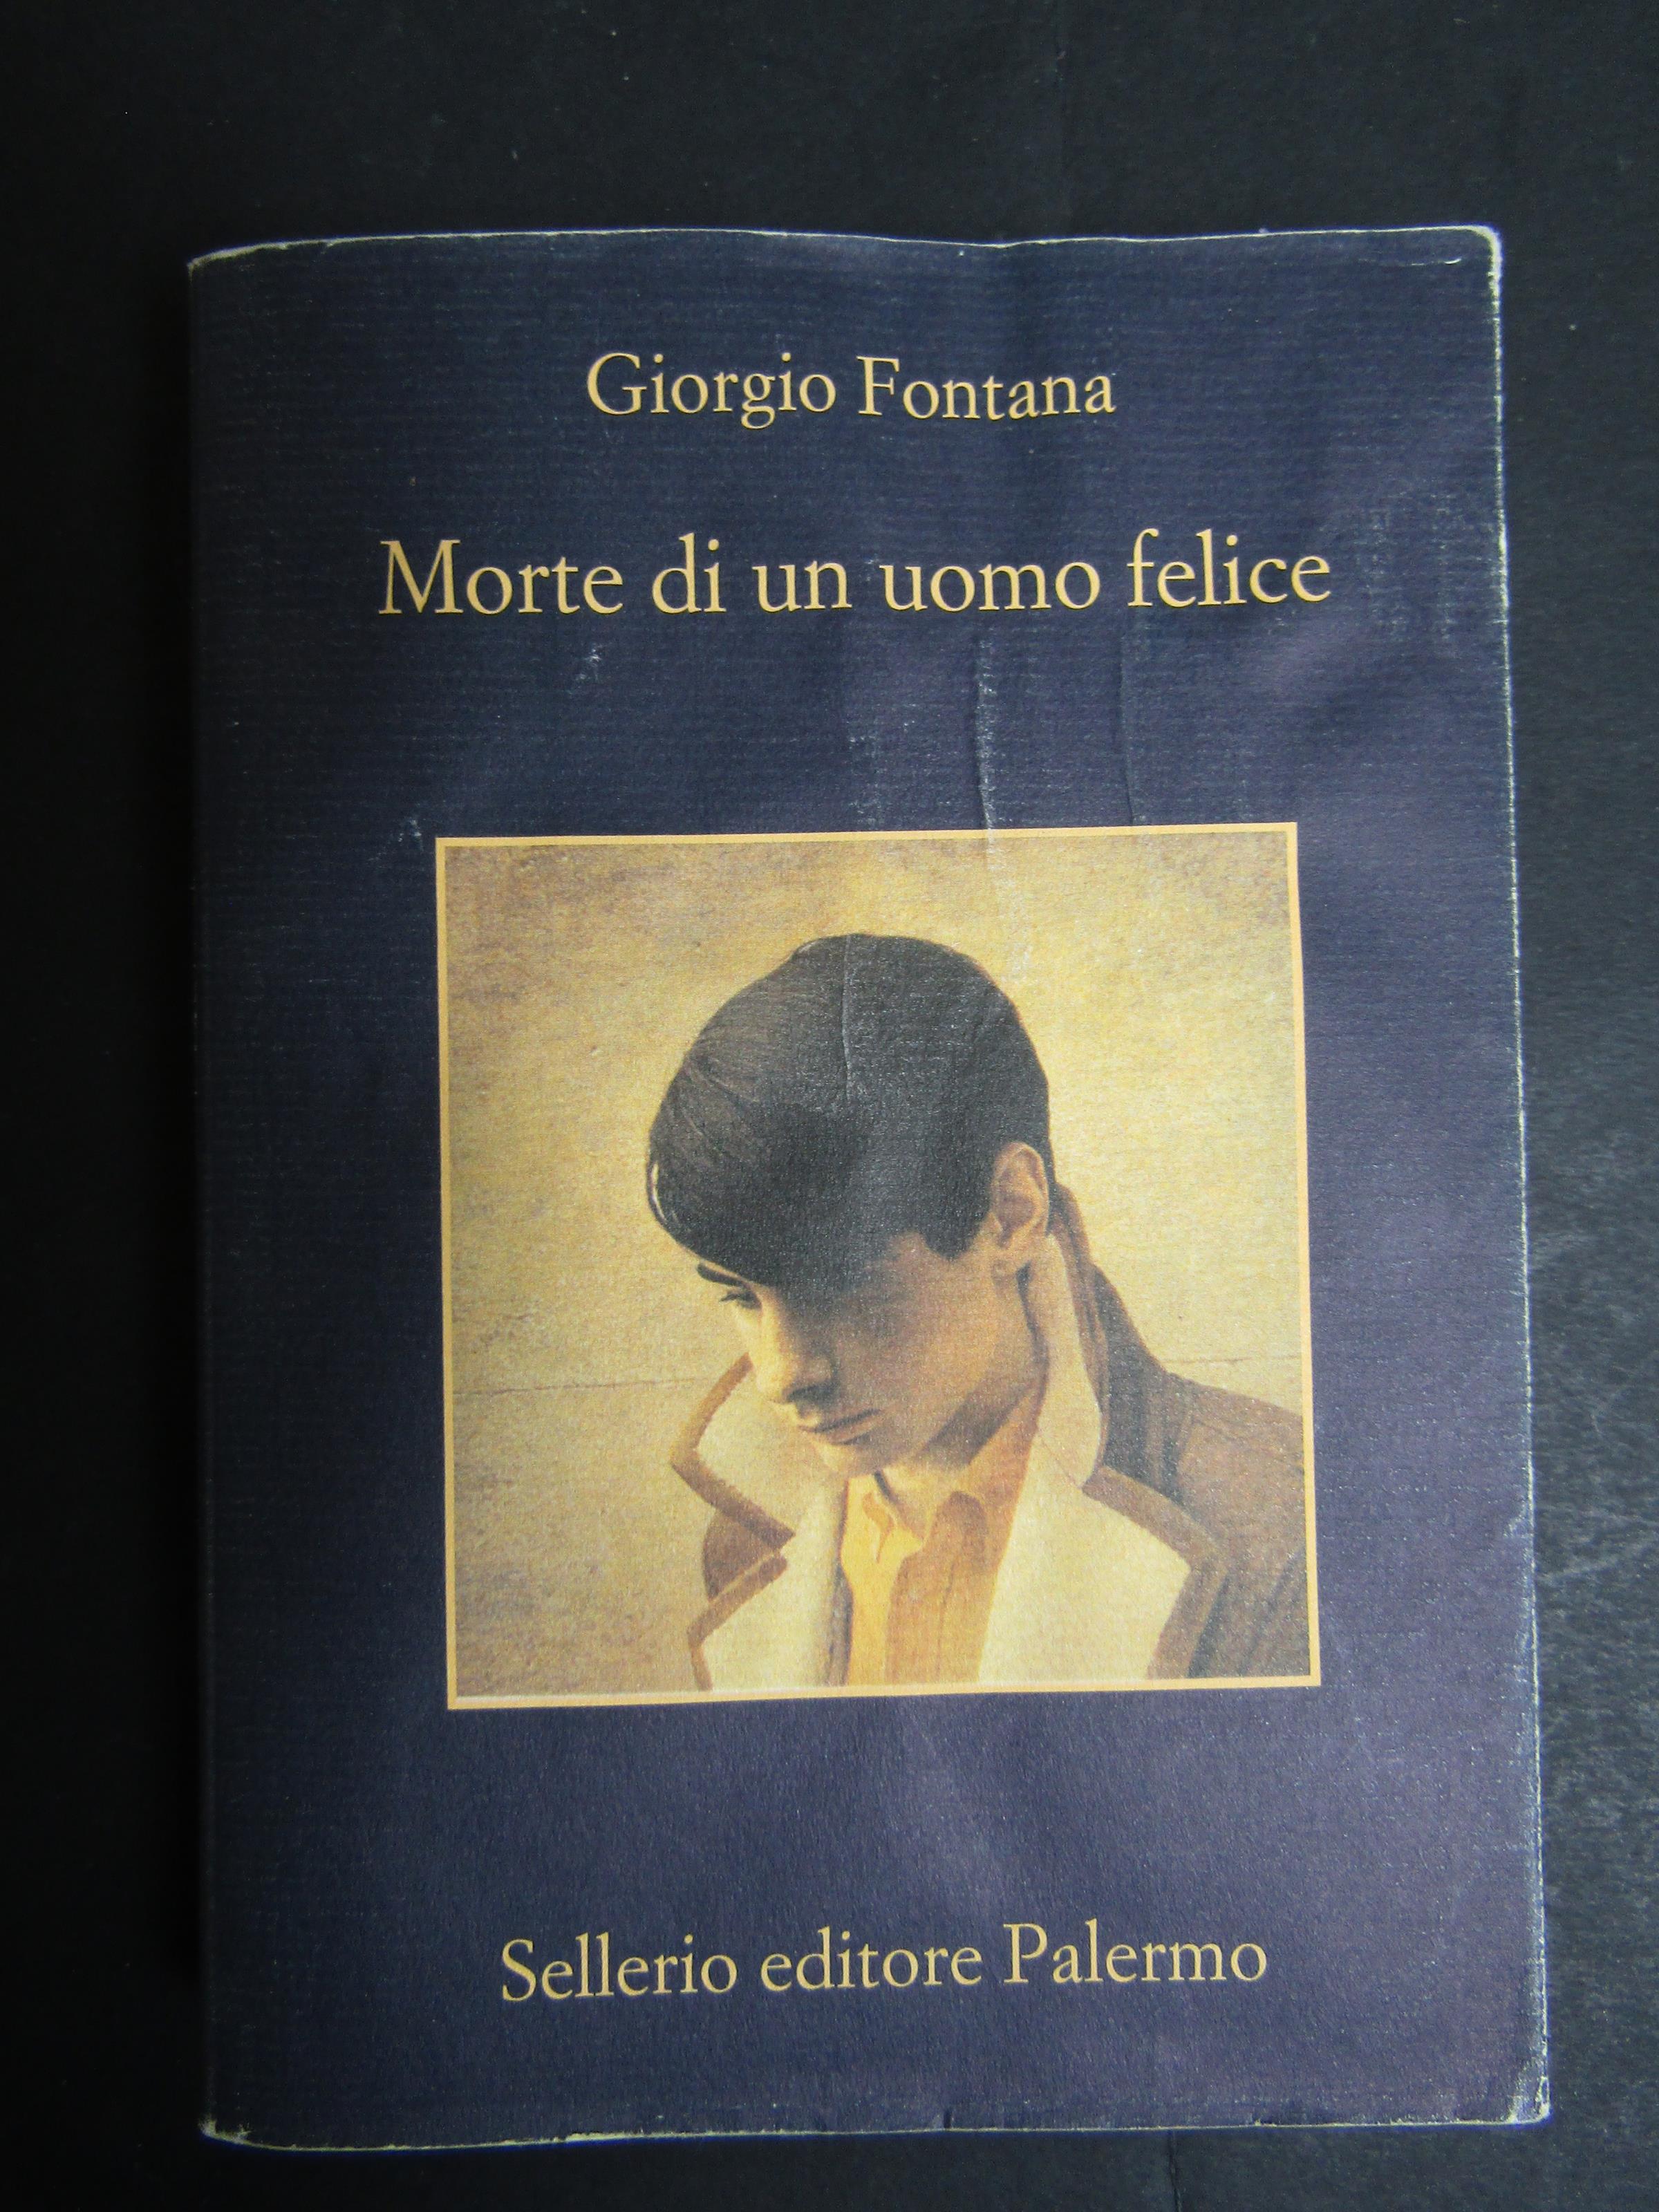 Giorgio Fontana
Morte di un uomo felice
Sellerio editore Palermo